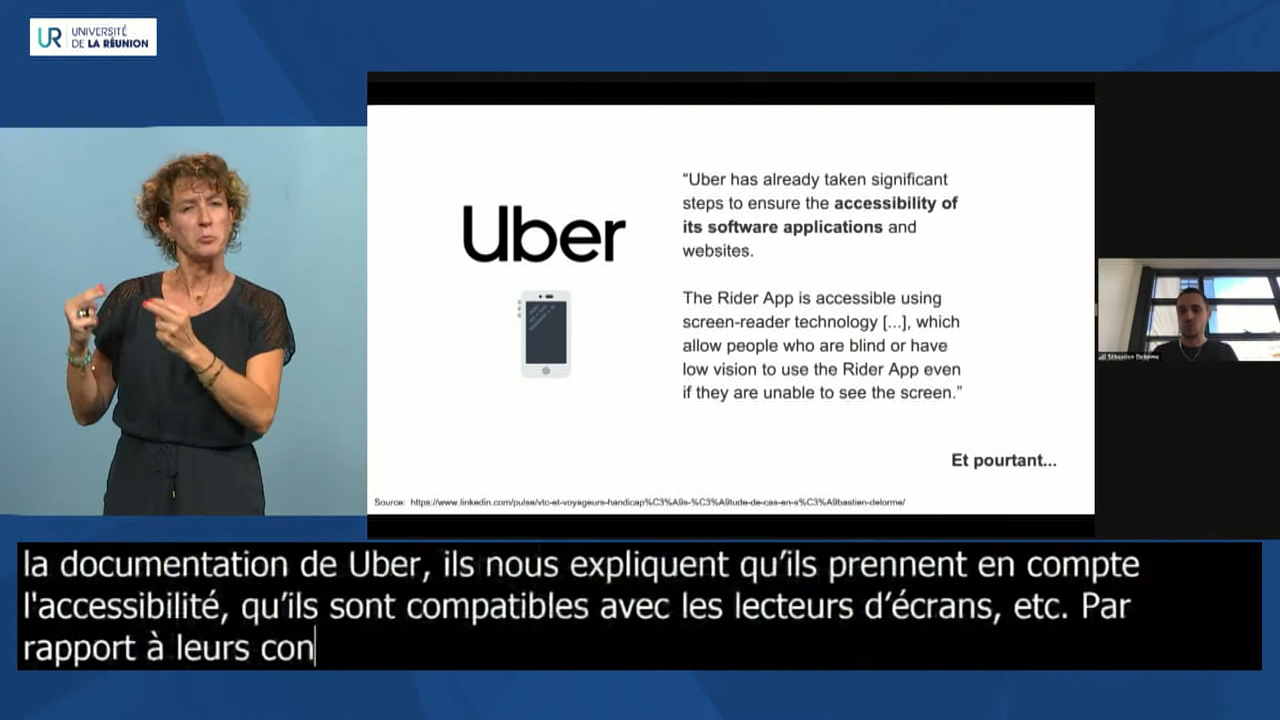 UR UNIVERSITÉ
DE LA RÉUNION
Uber
“Uber has already taken significant
steps to ensure the accessibility of
its software applications and
websites.
The Rider App is accessible using
screen-reader technology [...], which
allow people who are blind or have
low vision to use the Rider App even
if they are unable to see the screen.”
Et pourtant...
Source: https://www.linkedin.com/pulse/vtc-et-voyageurs-handicap%C3%A9s-%C3%A9tude-de-cas-en-s%C3%A9bastien-delorme/
Sébastien Delorme
la documentation de Uber, ils nous expliquent qu’ils prennent en compte
l'accessibilité, qu’ils sont compatibles avec les lecteurs d’écrans, etc. Par
rapport à leurs con